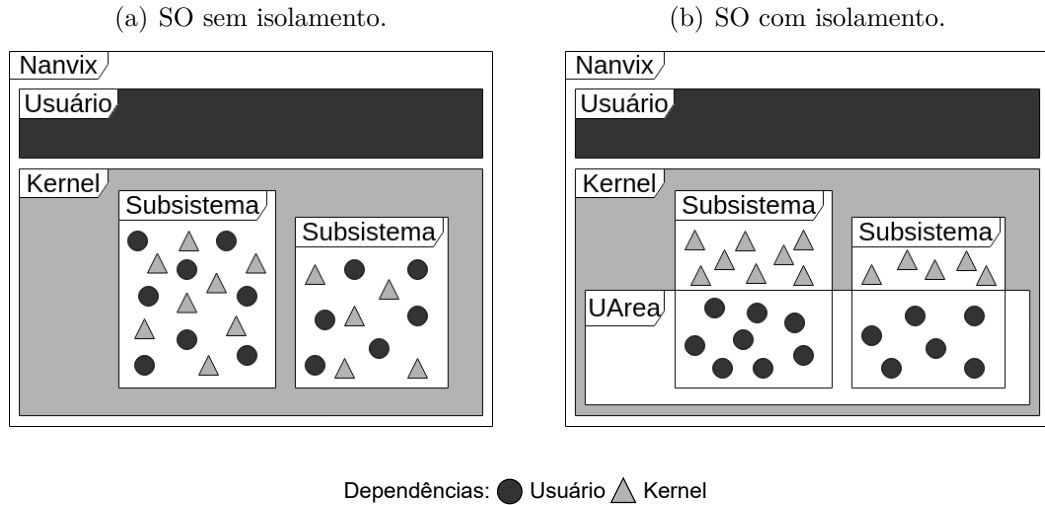 (a) SO sem isolamento.
Nanvix
Usuário
Kernel
Subsistema
Subsistema
(b) SO com isolamento.
Nanvix
Usuário
Kernel
Subsistema
Subsistema
UArea
Dependências: Usuário Kernel